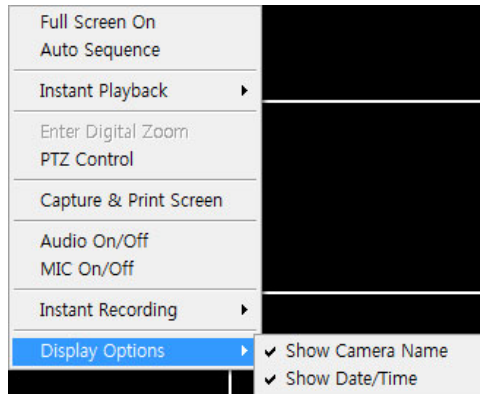 Full Screen On
Auto Sequence
Instant Playback
Enter Digital Zoom
PTZ Control
Capture & Print Screen
Audio On/Off
MIC On/Off
Instant Recording
Display Options
Show Camera Name
Show Date/Time